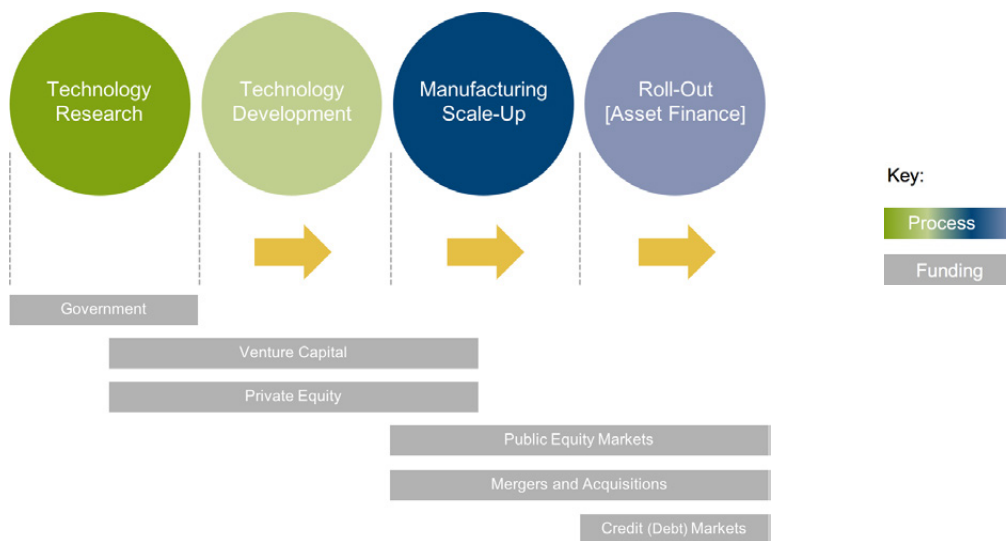 Technology
Research
Technology
Development
Manufacturing
Scale-Up
Roll-Out
[Asset Finance]
Key:
Process
Funding
Government
Venture Capital
Private Equity
Public Equity Markets
Mergers and Acquisitions
Credit (Debt) Markets